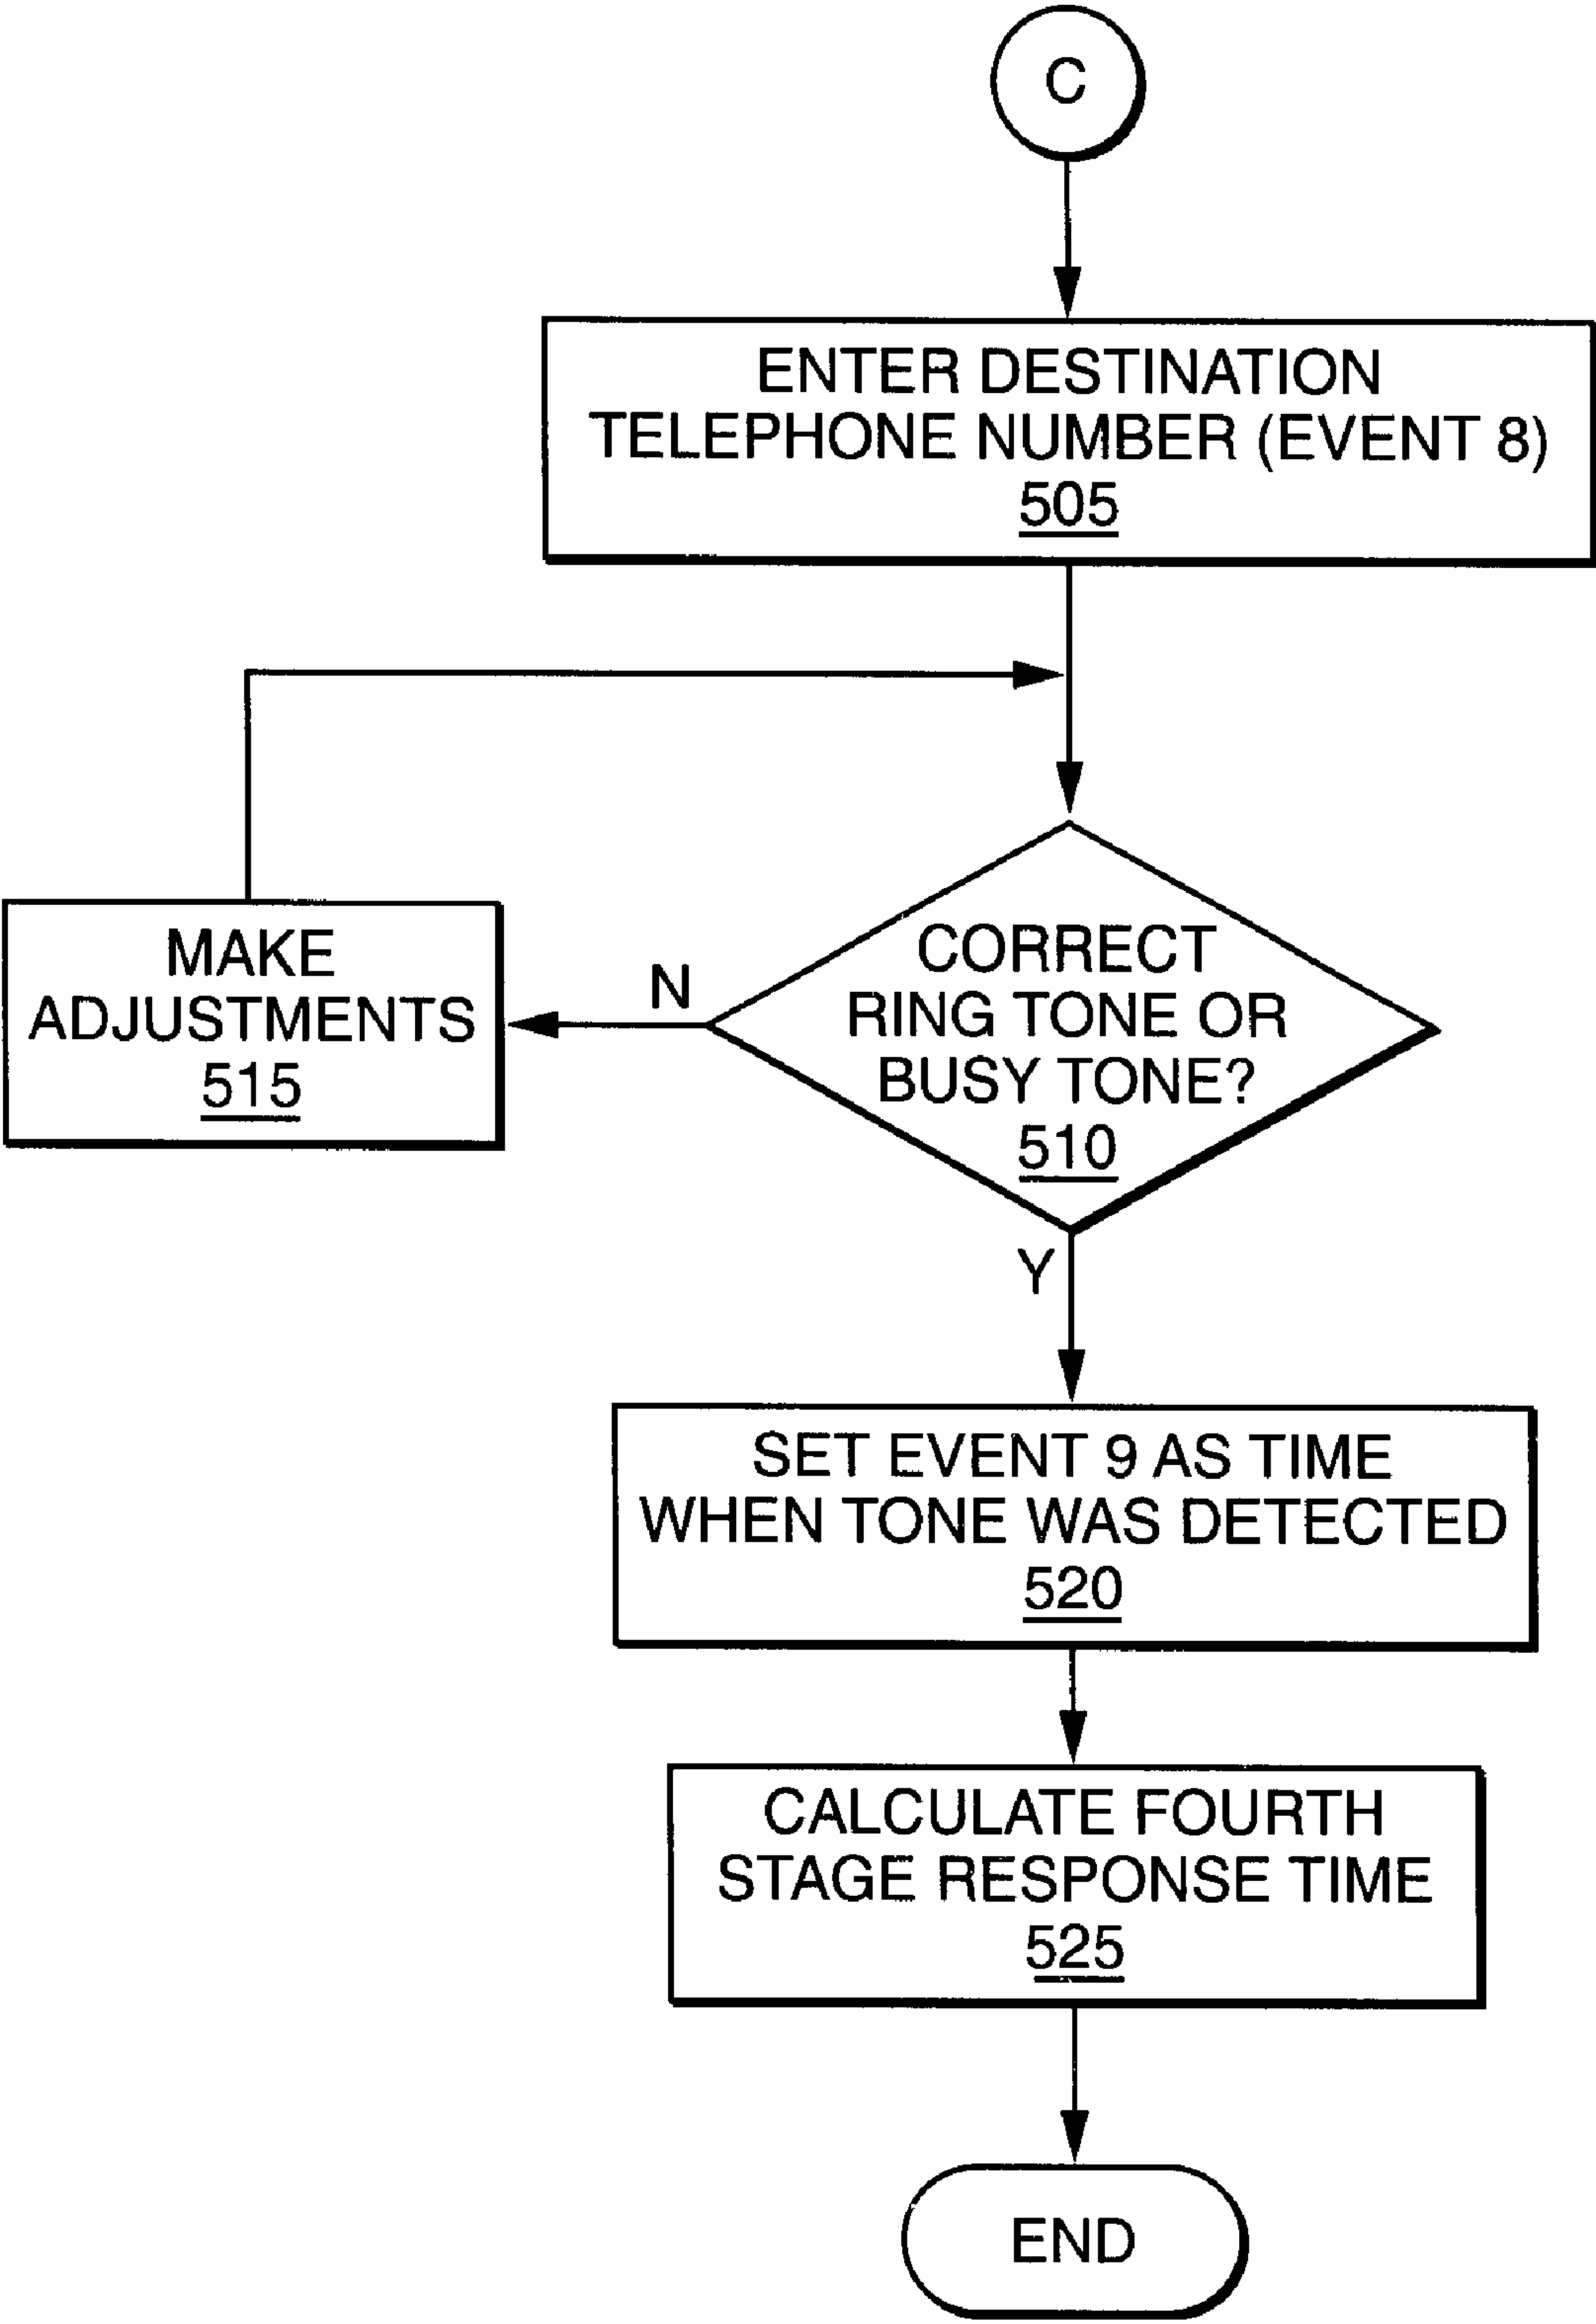 C
ENTER DESTINATION
TELEPHONE NUMBER (EVENT 8)
505
MAKE
ADJUSTMENTS
515
N
CORRECT
RING TONE OR
BUSY TONE?
510
Y
SET EVENT 9 AS TIME
WHEN TONE WAS DETECTED
520
CALCULATE FOURTH
STAGE RESPONSE TIME
525
END